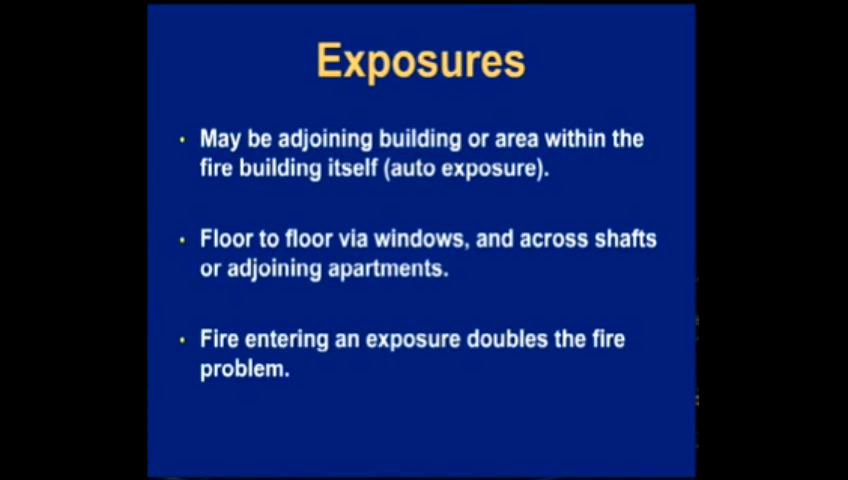 Exposures
• May be adjoining building or area within the
fire building itself (auto exposure).
• Floor to floor via windows, and across shafts
or adjoining apartments.
• Fire entering an exposure doubles the fire
problem.